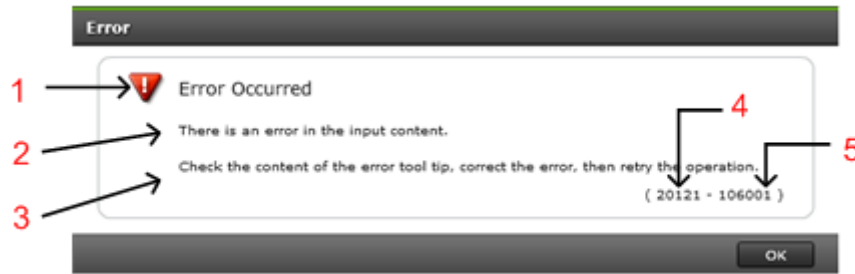 Error
1
Error Occurred
4
2
There is an error in the input content.
5
Check the content of the error tool tip, correct the error, then retry the operation.
3
( 20121 - 106001 )
OK